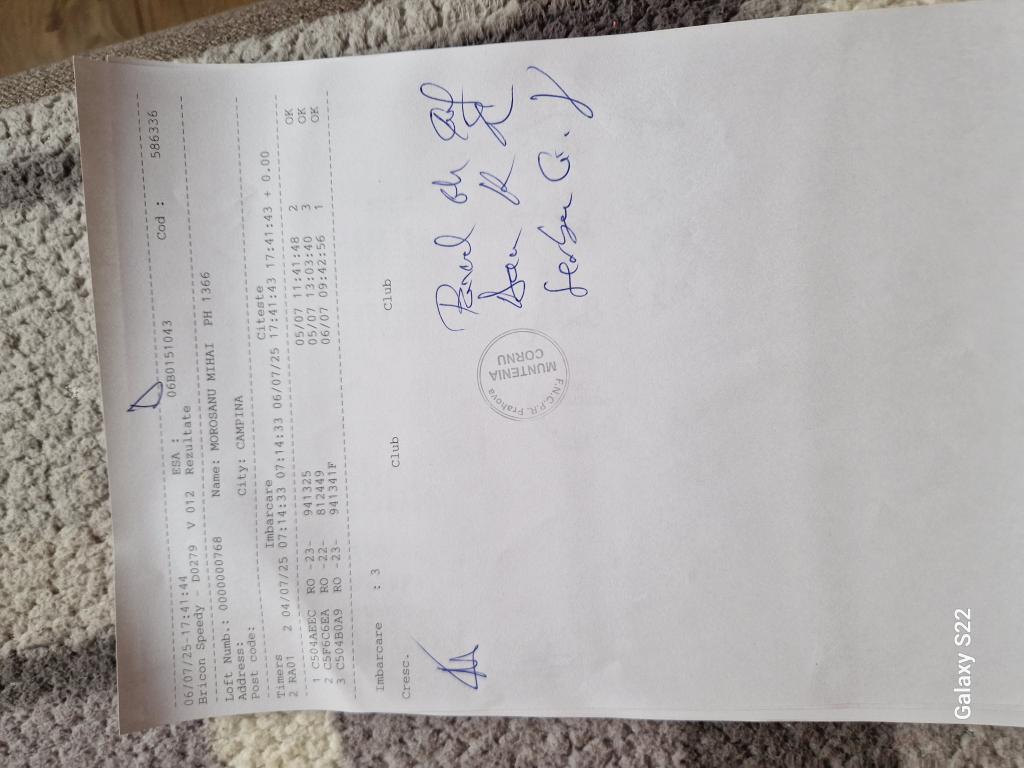 06/07/25-17:41:44 ESA : 06B0151043 Cod : 586336
Bricon Speedy - D0279 V 012 Rezultate
Loft Numb.: 0000000768 Name: MOROSANU MIHAI PH 1366
Address:
Post code: City: CAMPINA
Imbarcare Citeste
Timers 2 04/07/25 07:14:33 07:14:33 06/07/25 17:41:43 17:41:43 + 0.00
2 RA01
1 C504AEEC RO -23- 941325 05/07 11:41:48 2 OK
2 C5F6C6EA RO -22- 812449 05/07 13:03:40 3 OK
3 C504B0A9 RO -23- 941341F 06/07 09:42:56 1 OK
Imbarcare : 3
Cresc. Club Club
F.N.C.P.R. Prahova
MUNTENIA
CORNU
Galaxy S22